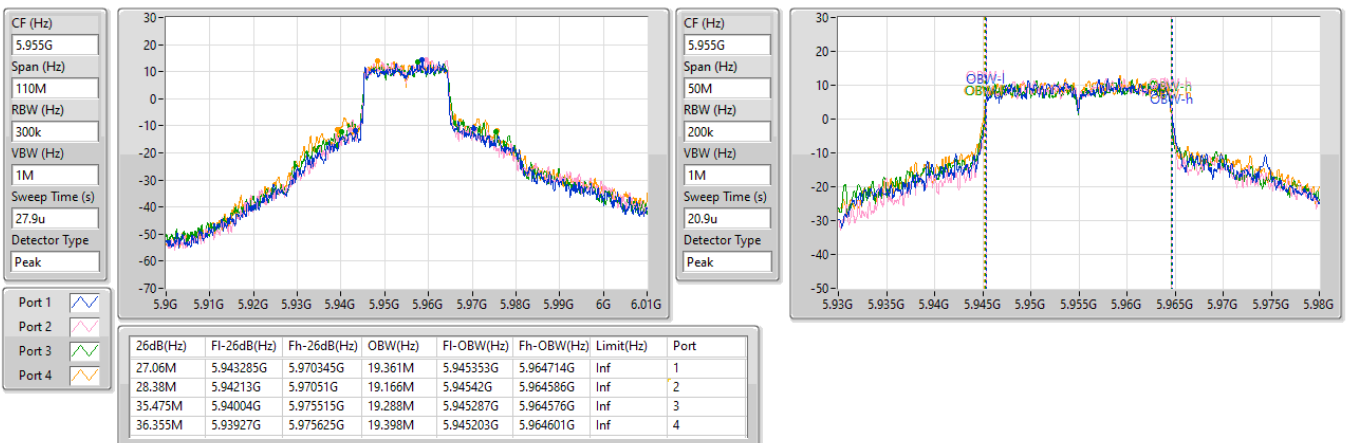 CF (Hz)
5.955G
Span (Hz)
110M
RBW (Hz)
300k
VBW (Hz)
1M
Sweep Time (s)
27.9u
Detector Type
Peak
30
20
10
0
-10
-20
-30
-40
-50
-60
-70
5.9G 5.91G 5.92G 5.93G 5.94G 5.95G 5.96G 5.97G 5.98G 5.99G 6G 6.01G
CF (Hz)
5.955G
Span (Hz)
50M
RBW (Hz)
200k
VBW (Hz)
1M
Sweep Time (s)
20.9u
Detector Type
Peak
30
20
10
0
-10
-20
-30
-40
-50
OBW-l
OBW-h
5.93G 5.935G 5.94G 5.945G 5.95G 5.955G 5.96G 5.965G 5.97G 5.975G 5.98G
Port 1
Port 2
Port 3
Port 4
26dB(Hz) Fl-26dB(Hz) Fh-26dB(Hz) OBW(Hz) Fl-OBW(Hz) Fh-OBW(Hz) Limit(Hz) Port
27.06M 5.943285G 5.970345G 19.361M 5.945353G 5.964714G Inf 1
28.38M 5.94213G 5.97051G 19.166M 5.94542G 5.964586G Inf 2
35.475M 5.94004G 5.975515G 19.288M 5.945287G 5.964576G Inf 3
36.355M 5.93927G 5.975625G 19.398M 5.945203G 5.964601G Inf 4